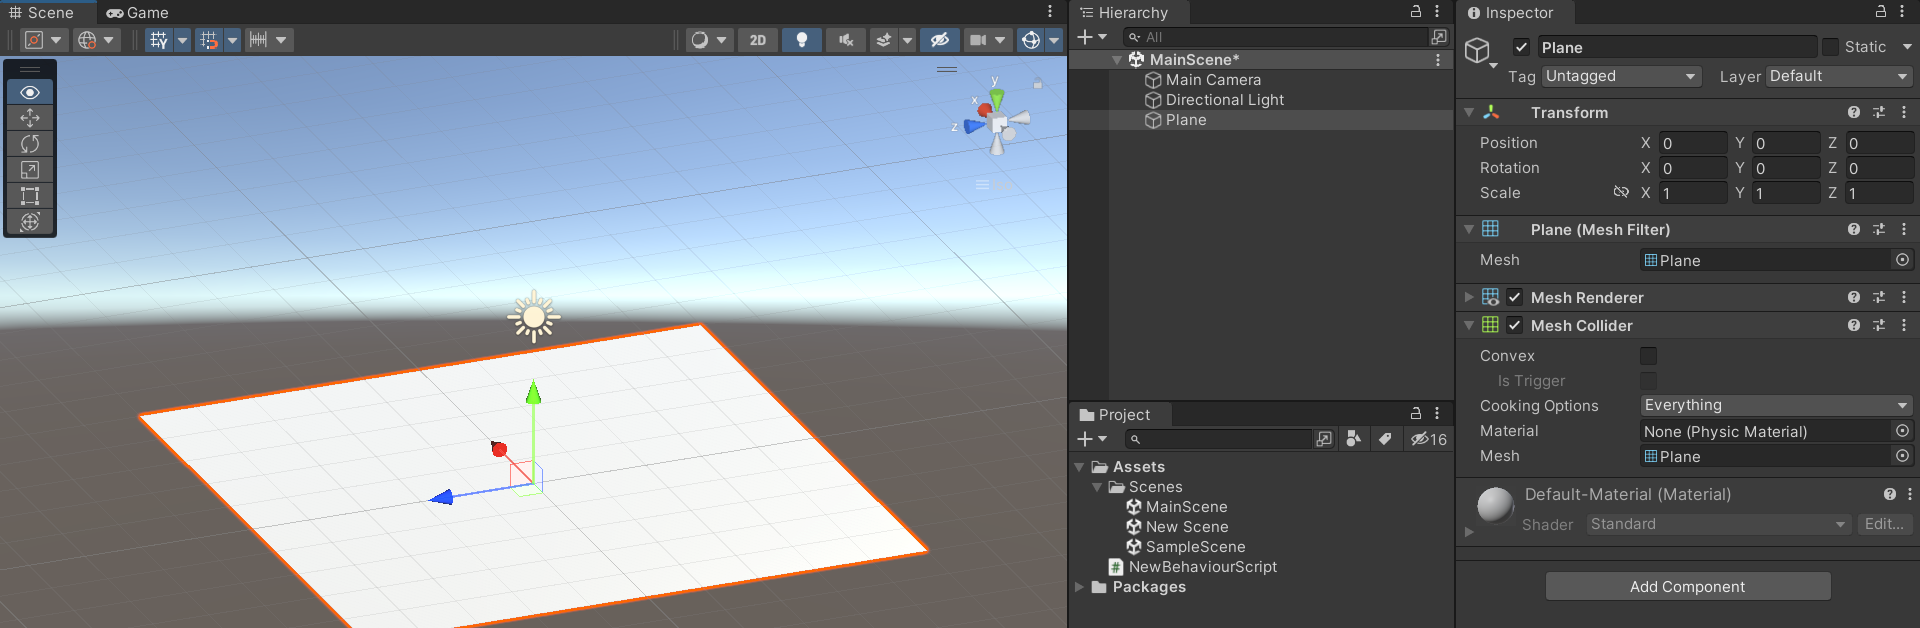 Scene Game
2D
y
x
z
Hierarchy
All
MainScene*
Main Camera
Directional Light
Plane
Project
16
Assets
Scenes
MainScene
New Scene
SampleScene
NewBehaviourScript
Packages
Inspector
Plane Static
Tag Untagged Layer Default
Transform
Position X 0 Y 0 Z 0
Rotation X 0 Y 0 Z 0
Scale X 1 Y 1 Z 1
Plane (Mesh Filter)
Mesh Plane
Mesh Renderer
Mesh Collider
Convex
Is Trigger
Cooking Options Everything
Material None (Physic Material)
Mesh Plane
Default-Material (Material)
Shader Standard Edit...
Add Component